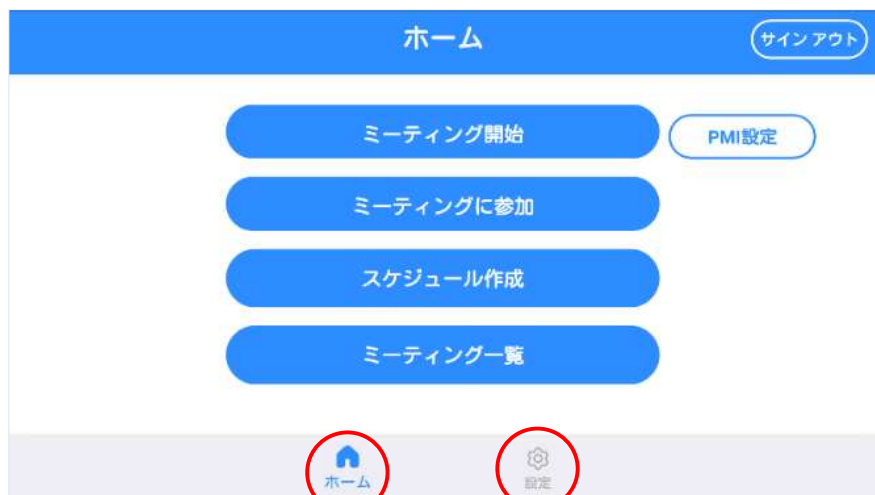 ホーム
サイン アウト
ミーティング開始
PMI設定
ミーティングに参加
スケジュール作成
ミーティング一覧
ホーム
設定